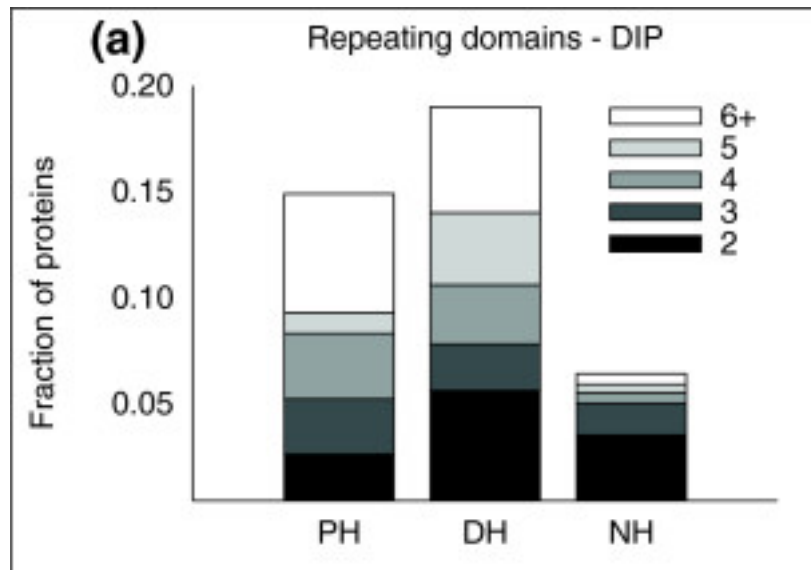 (a)
Repeating domains - DIP
0.20
0.15
0.10
0.05
Fraction of proteins
6+
5
4
3
2
PH
DH
NH